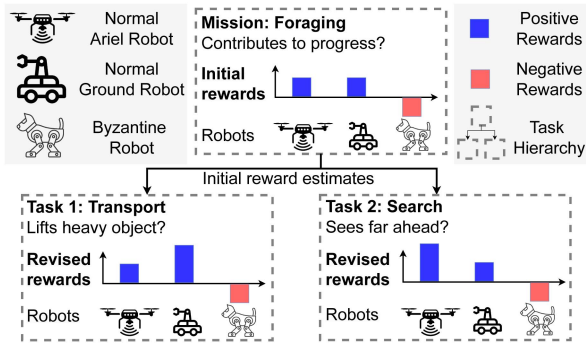 Normal
Ariel Robot
Normal
Ground Robot
Byzantine
Robot
Mission: Foraging
Contributes to progress?
Initial
rewards
Robots
Positive
Rewards
Negative
Rewards
Task
Hierarchy
Initial reward estimates
Task 1: Transport
Lifts heavy object?
Revised
rewards
Robots
Task 2: Search
Sees far ahead?
Revised
rewards
Robots